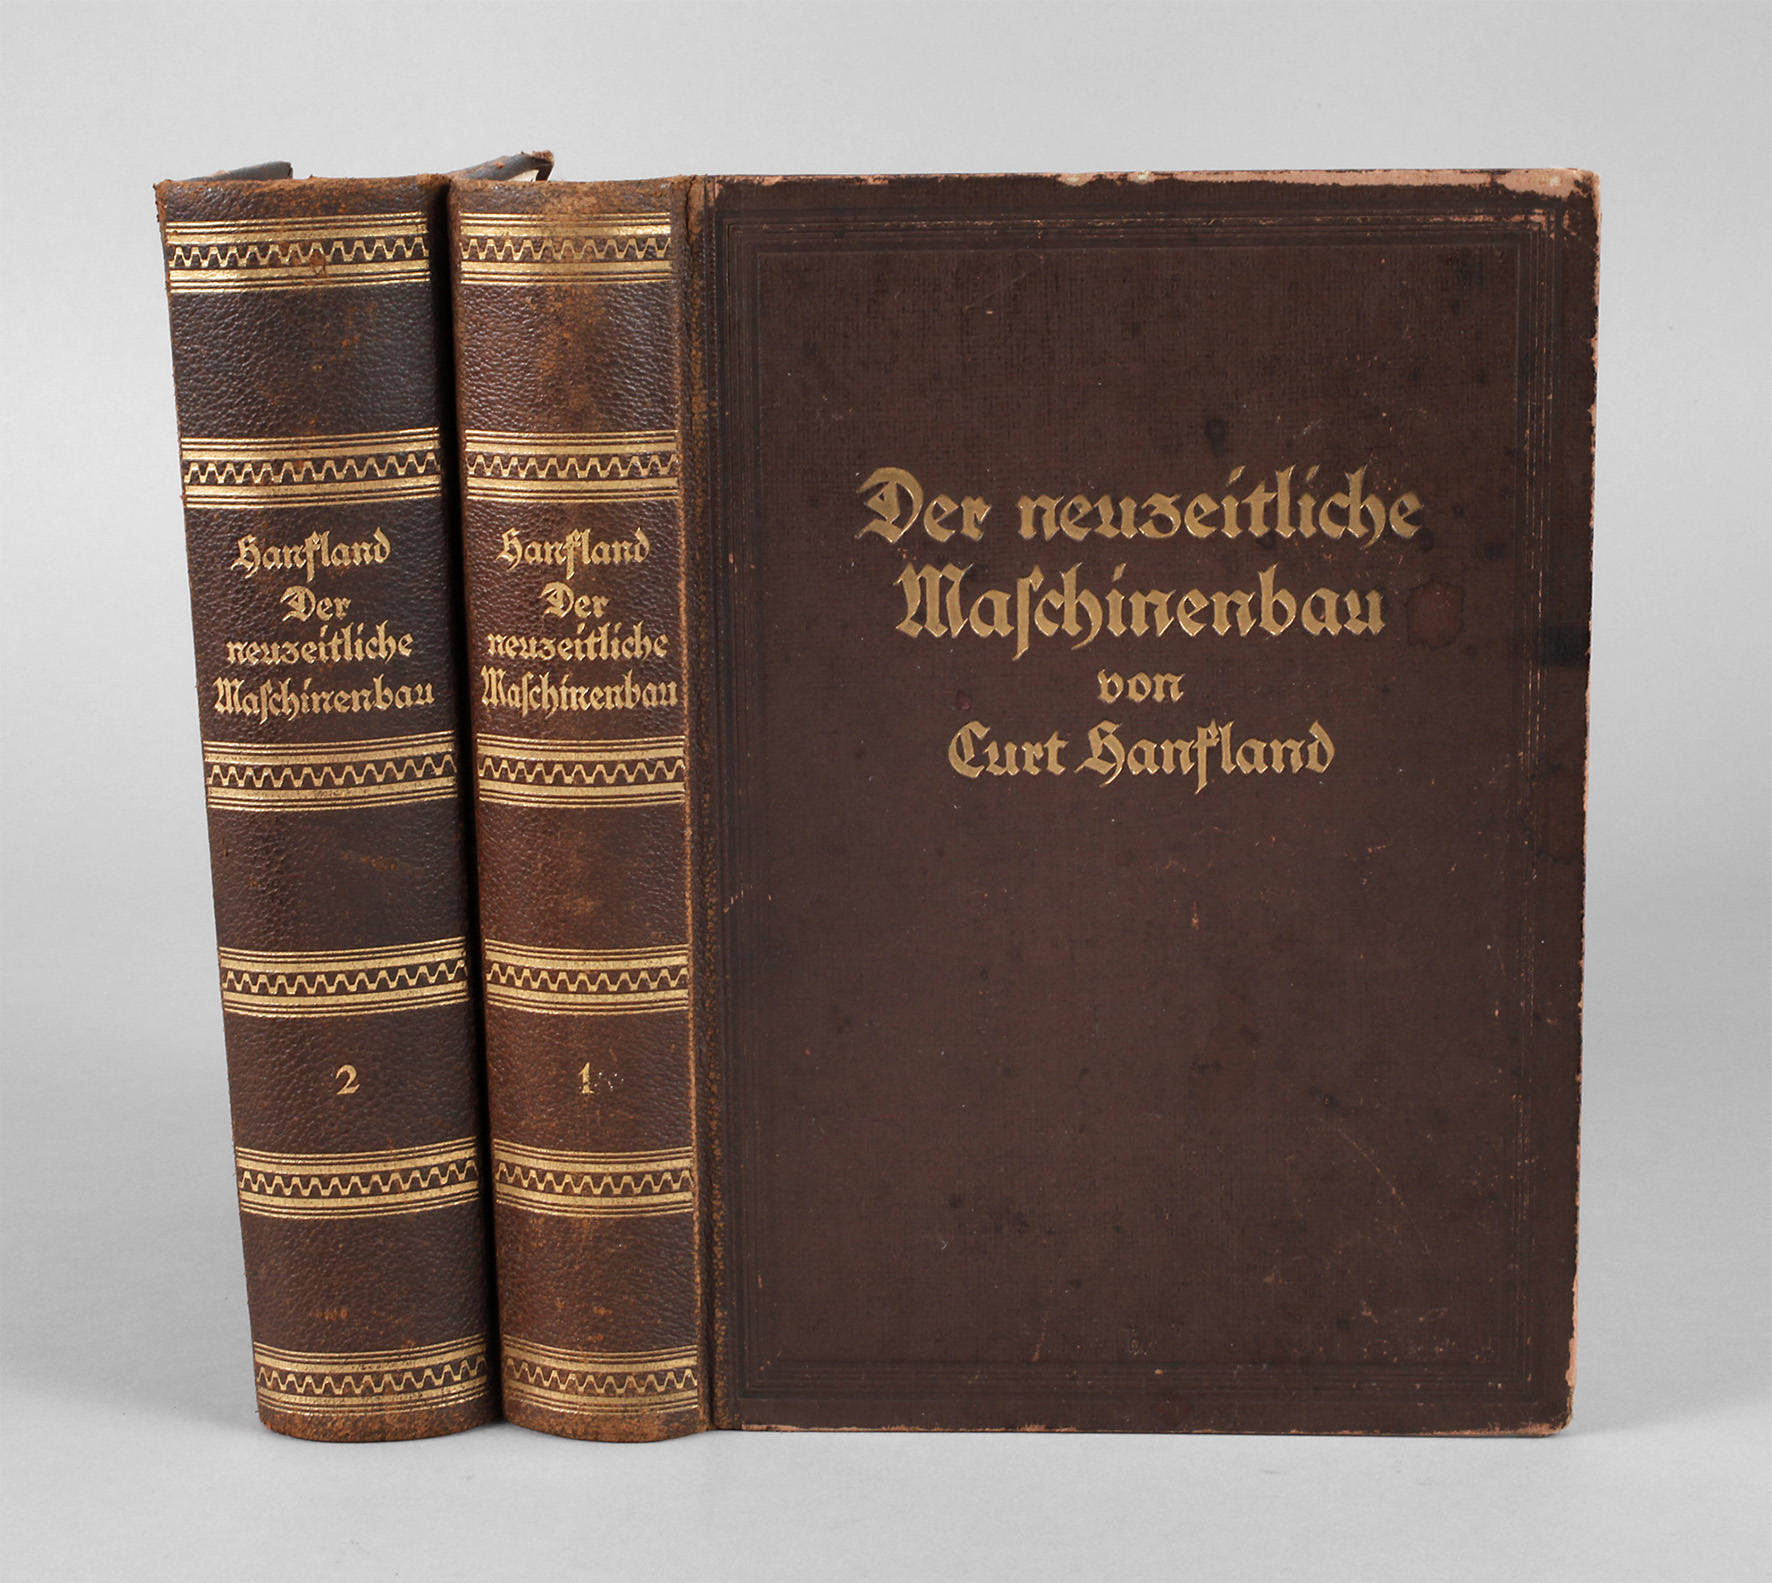 Hanfland
Der
neuzeitliche
Maſchinenbau
2
Hanfland
Der
neuzeitliche
Maſchinenbau
1
Der neuzeitliche
Maſchinenbau
von
Curt Hanfland